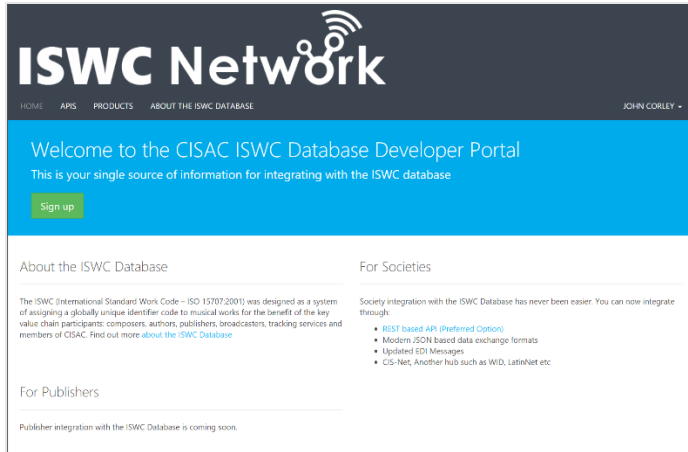 ISWC Network
HOME APIS PRODUCTS ABOUT THE ISWC DATABASE JOHN CORLEY
Welcome to the CISAC ISWC Database Developer Portal
This is your single source of information for integrating with the ISWC database
Sign up
About the ISWC Database
The ISWC (International Standard Work Code – ISO 15707:2001) was designed as a system
of assigning a globally unique identifier code to musical works for the benefit of the key
value chain participants: composers, authors, publishers, broadcasters, tracking services and
members of CISAC. Find out more about the ISWC Database
For Societies
Society integration with the ISWC Database has never been easier. You can now integrate
through:
• REST based API (Preferred Option)
• Modern JSON based data exchange formats
• Updated EDI Messages
• CIS-Net, Another hub such as WID, LatinNet etc
For Publishers
Publisher integration with the ISWC Database is coming soon.